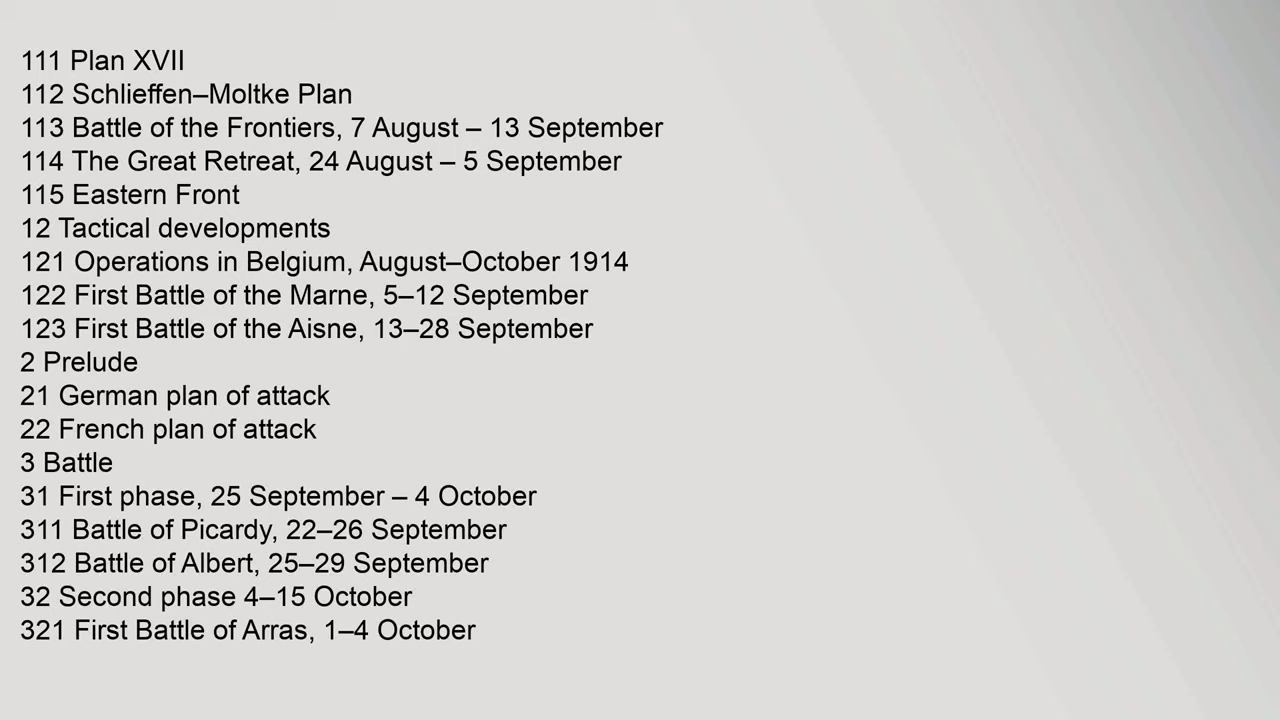 111 Plan XVII
112 Schlieffen–Moltke Plan
113 Battle of the Frontiers, 7 August – 13 September
114 The Great Retreat, 24 August – 5 September
115 Eastern Front
12 Tactical developments
121 Operations in Belgium, August–October 1914
122 First Battle of the Marne, 5–12 September
123 First Battle of the Aisne, 13–28 September
2 Prelude
21 German plan of attack
22 French plan of attack
3 Battle
31 First phase, 25 September – 4 October
311 Battle of Picardy, 22–26 September
312 Battle of Albert, 25–29 September
32 Second phase 4–15 October
321 First Battle of Arras, 1–4 October